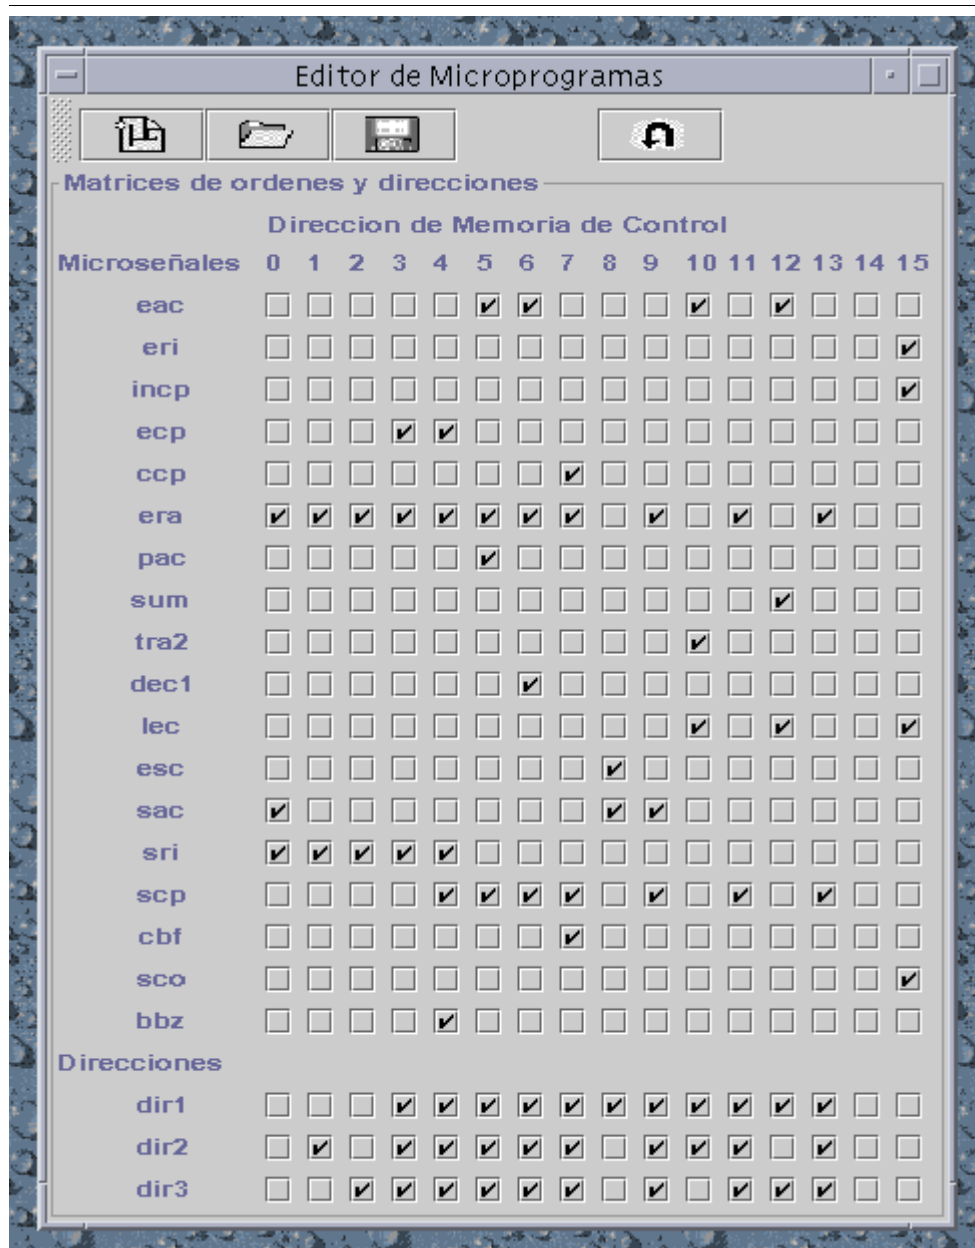 Editor de Microprogramas
Matrices de ordenes y direcciones
Direccion de Memoria de Control
Microseñales 0 1 2 3 4 5 6 7 8 9 10 11 12 13 14 15
eac
eri
incp
ecp
ccp
era
pac
sum
tra2
dec1
lec
esc
sac
sri
scp
cbf
sco
bbz
Direcciones
dir1
dir2
dir3